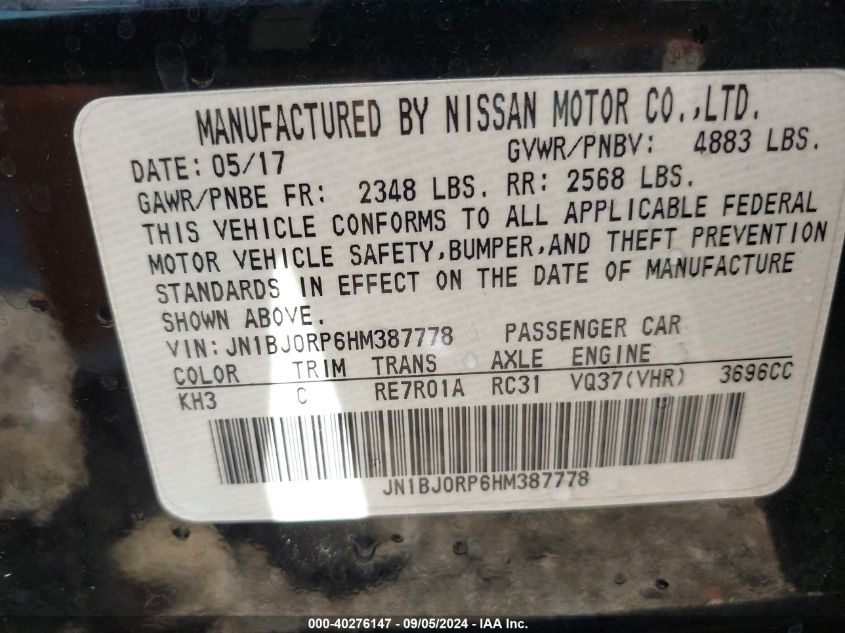 MANUFACTURED BY NISSAN MOTOR CO.,LTD.
DATE: 05/17 GVWR/PNBV: 4883 LBS.
GAWR/PNBE FR: 2348 LBS. RR: 2568 LBS.
THIS VEHICLE CONFORMS TO ALL APPLICABLE FEDERAL
MOTOR VEHICLE SAFETY,BUMPER,AND THEFT PREVENTION
STANDARDS IN EFFECT ON THE DATE OF MANUFACTURE
SHOWN ABOVE.
VIN: JN1BJ0RP6HM387778 PASSENGER CAR
COLOR TRIM TRANS AXLE ENGINE
KH3 C RE7R01A RC31 VQ37(VHR) 3696CC
JN1BJ0RP6HM387778
000-40276147 - 09/05/2024 - IAA Inc.